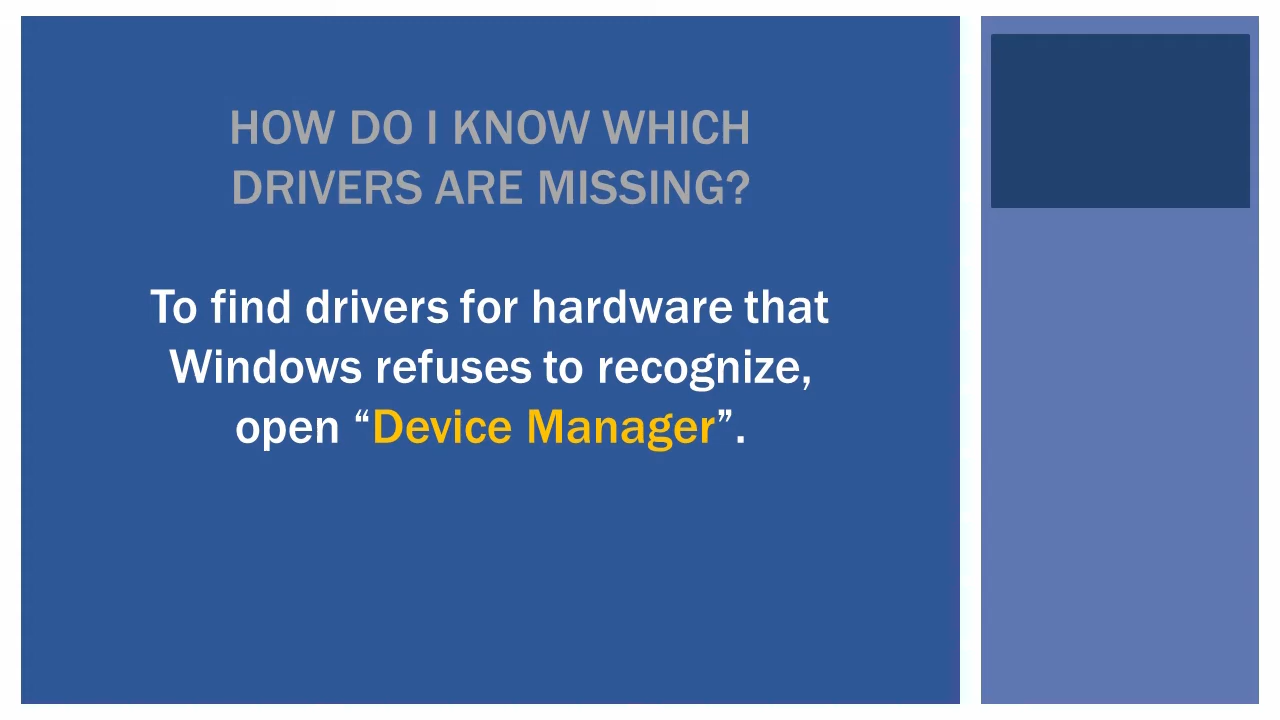 HOW DO I KNOW WHICH
DRIVERS ARE MISSING?
To find drivers for hardware that
Windows refuses to recognize,
open “Device Manager”.